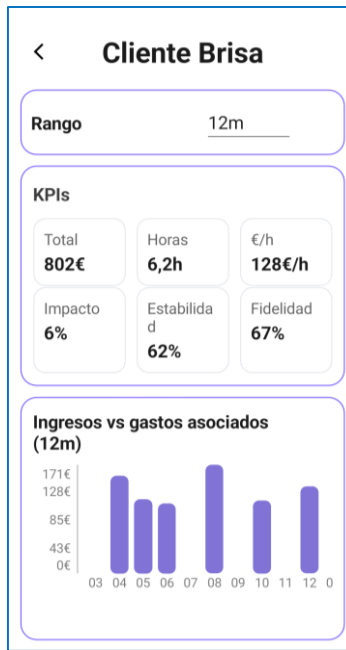 Cliente Brisa
Rango 12m
KPIs
Total Horas €/h
802€ 6,2h 128€/h
Impacto Estabilida Fidelidad
6% d 67%
62%
Ingresos vs gastos asociados
(12m)
171€
128€
85€
43€
0€
03 04 05 06 07 08 09 10 11 12 0